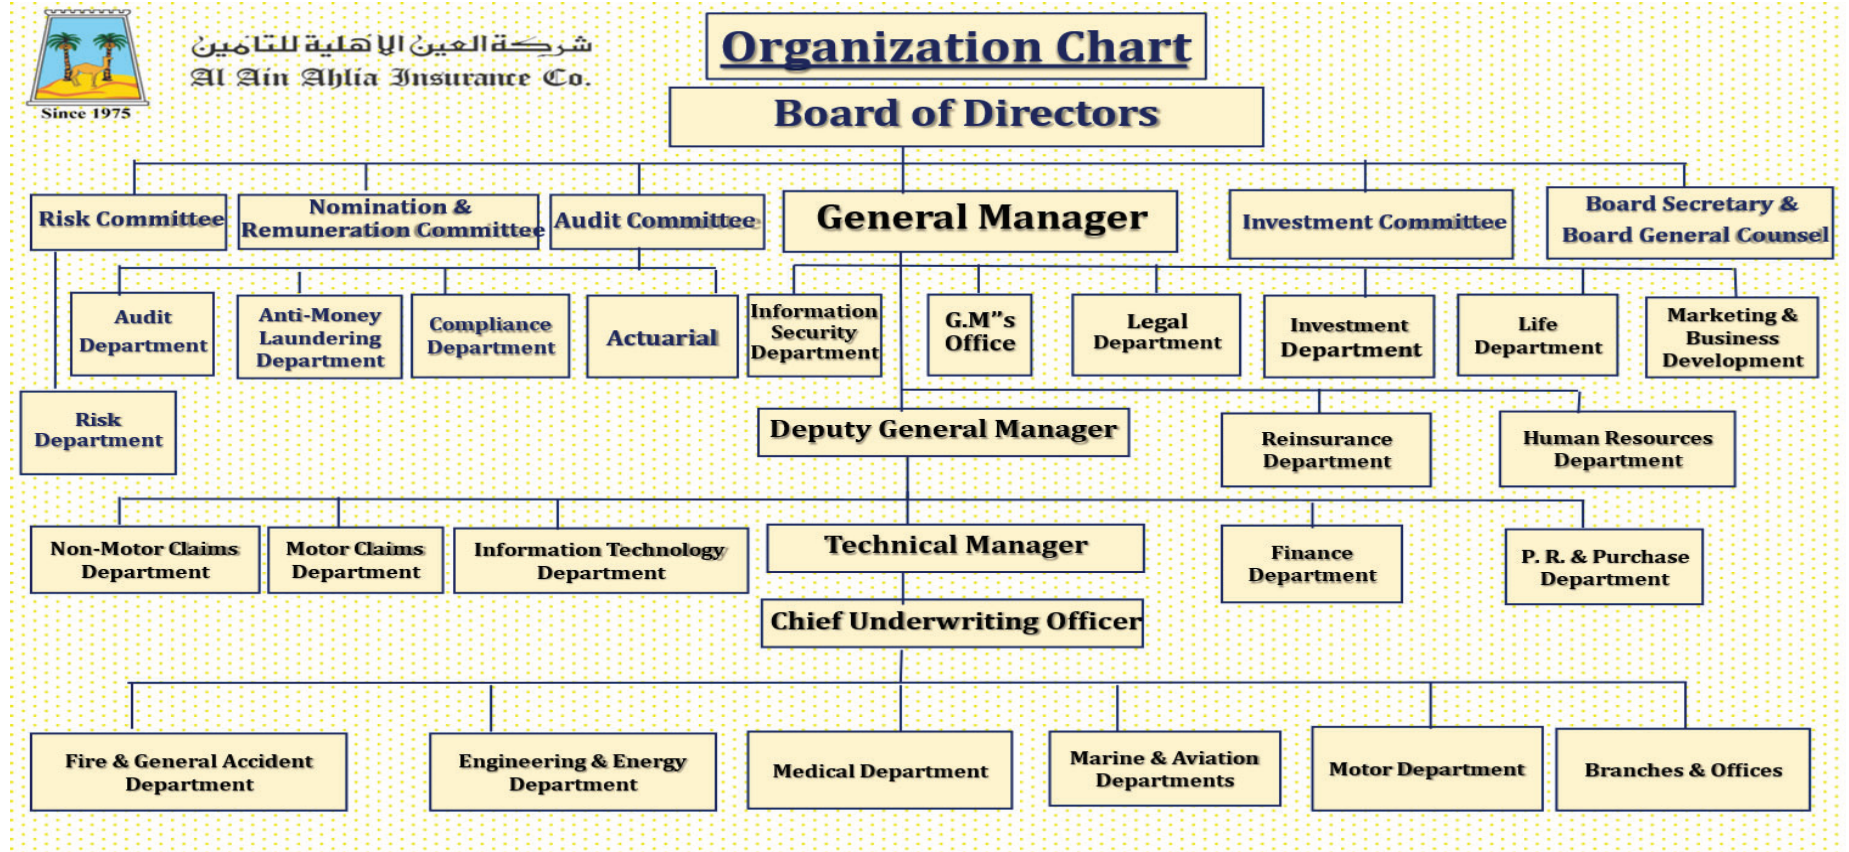 شركة العين الأهلية للتأمين
Al Ain Ahlia Insurance Co.
Since 1975
Organization Chart
Board of Directors
Risk Committee
Nomination &
Remuneration Committee
Audit Committee
General Manager
Investment Committee
Board Secretary &
Board General Counsel
Audit
Department
Anti-Money
Laundering
Department
Compliance
Department
Actuarial
Information
Security
Department
G.M”s
Office
Legal
Department
Investment
Department
Life
Department
Marketing &
Business
Development
Risk
Department
Deputy General Manager
Reinsurance
Department
Human Resources
Department
Non-Motor Claims
Department
Motor Claims
Department
Information Technology
Department
Technical Manager
Finance
Department
P. R. & Purchase
Department
Chief Underwriting Officer
Fire & General Accident
Department
Engineering & Energy
Department
Medical Department
Marine & Aviation
Departments
Motor Department
Branches & Offices